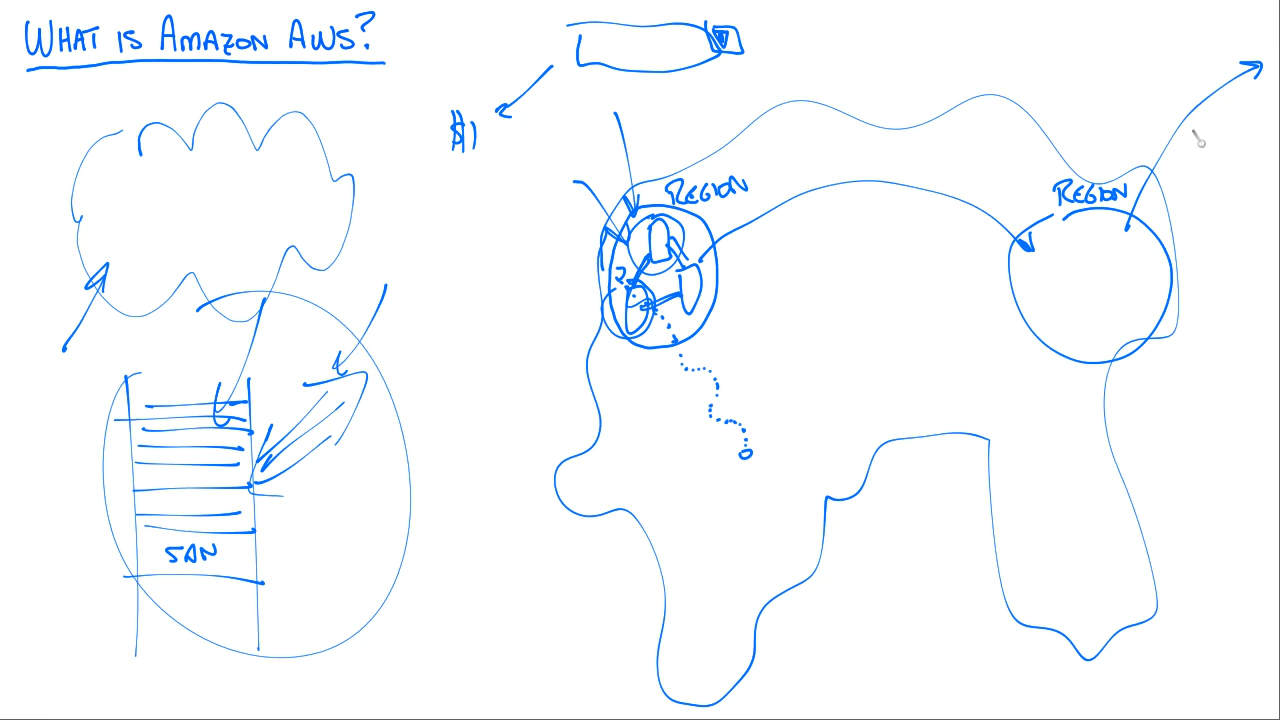 WHAT IS AMAZON AWS?
$1
REGION
REGION
SAN